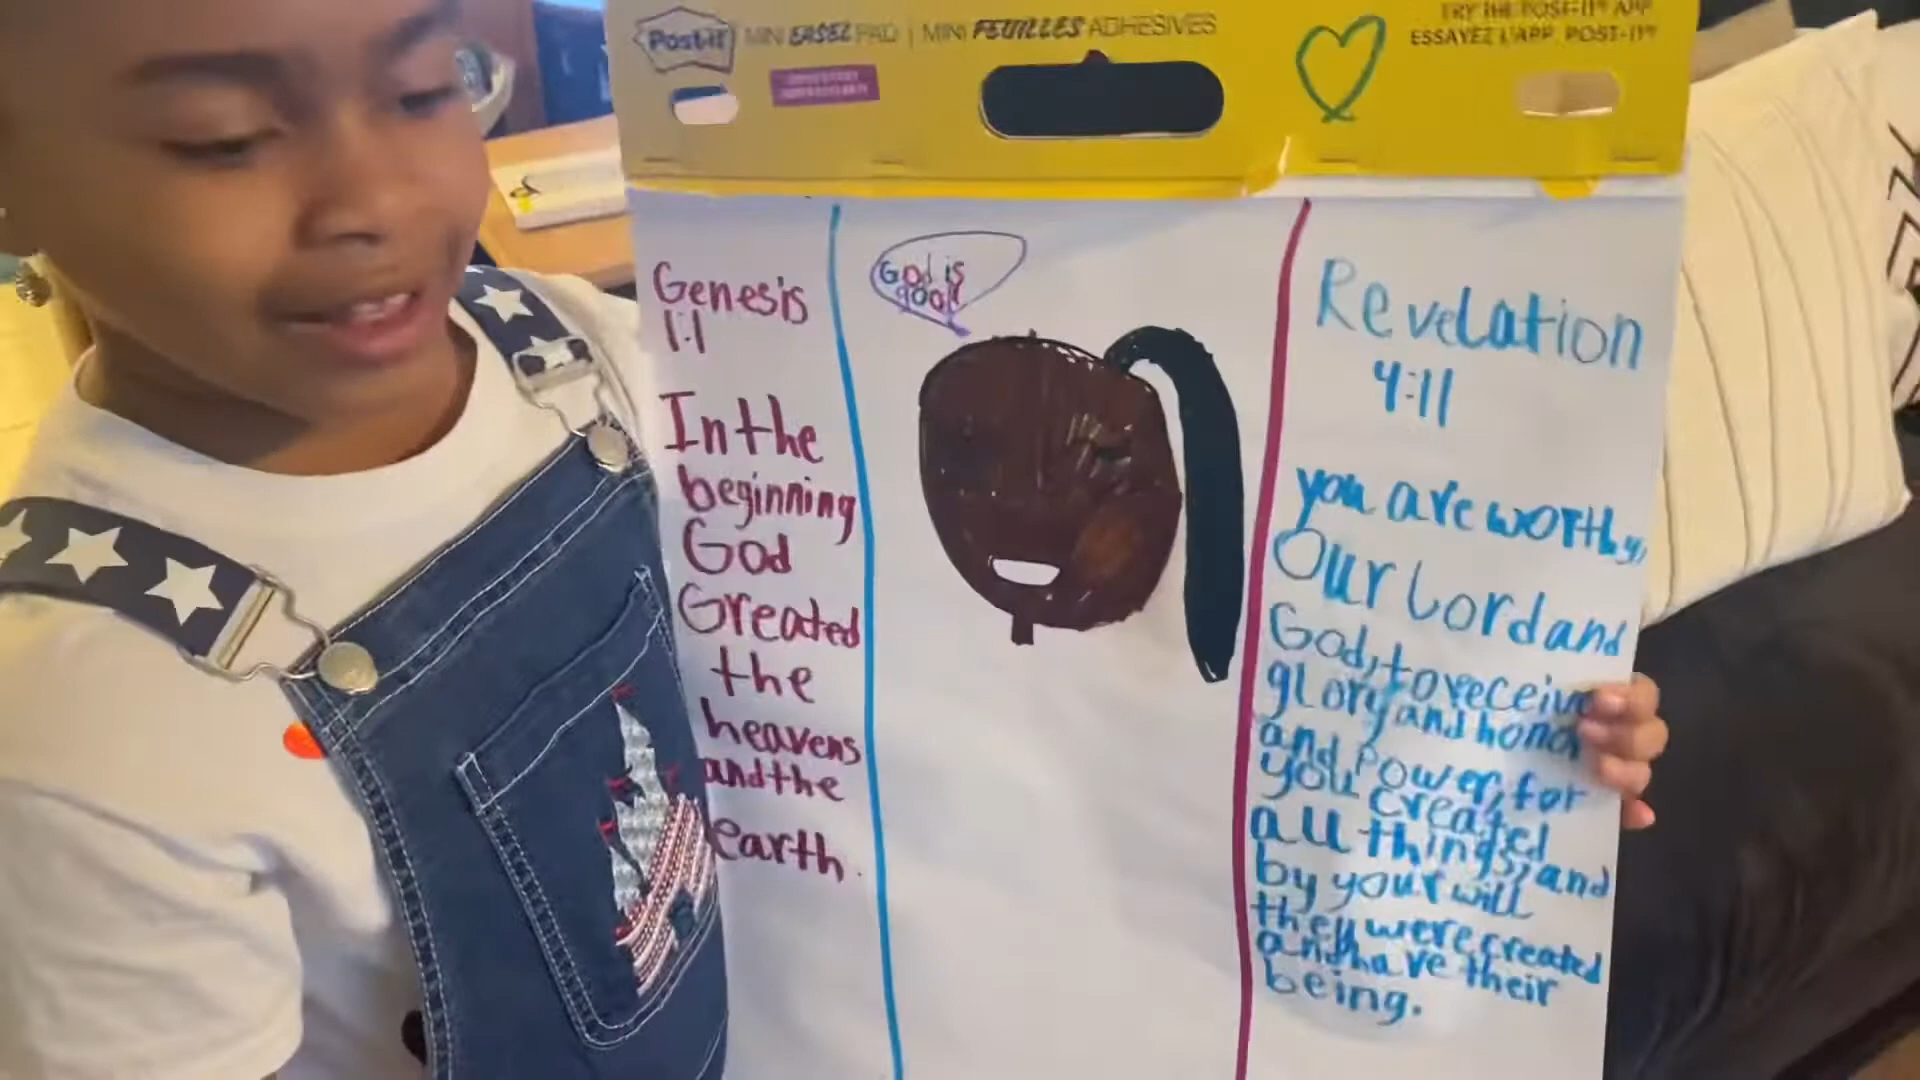 Post-it MINI EASEL PAD | MINI FEUILLES ADHESIVES
TRY THE POST-IT® APP
ESSAYEZ L'APP. POST-IT®
Genesis
1:1
In the
beginning
God
Greated
the
heavens
and the
earth.
God is
good!
Revelation
4:11
you are worthy,
Our Lord and
God, to receive
glory and honor
and Power, for
you created
all things, and
by your will
they were created
and have their
being.